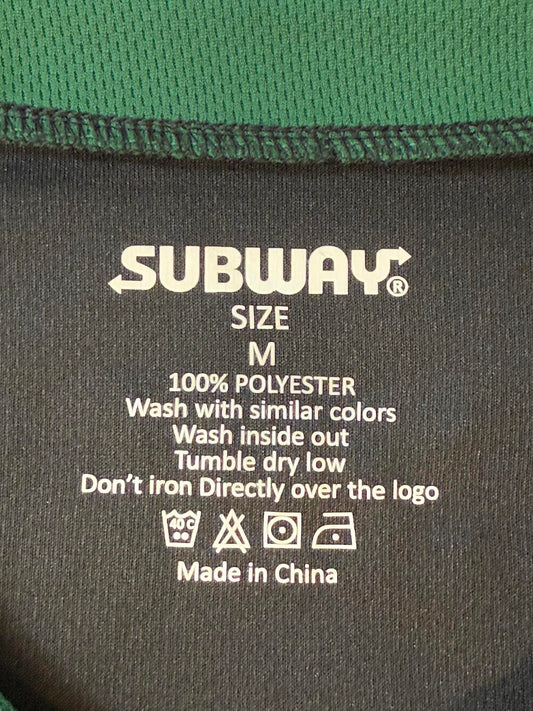 SUBWAY®
SIZE
M
100% POLYESTER
Wash with similar colors
Wash inside out
Tumble dry low
Don't iron Directly over the logo
40 C
Made in China